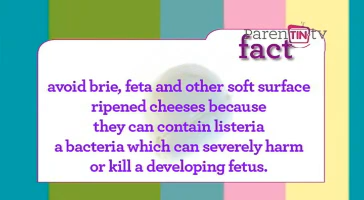 ParenTINtv
fact
avoid brie, feta and other soft surface
ripened cheeses because
they can contain listeria
a bacteria which can severely harm
or kill a developing fetus.